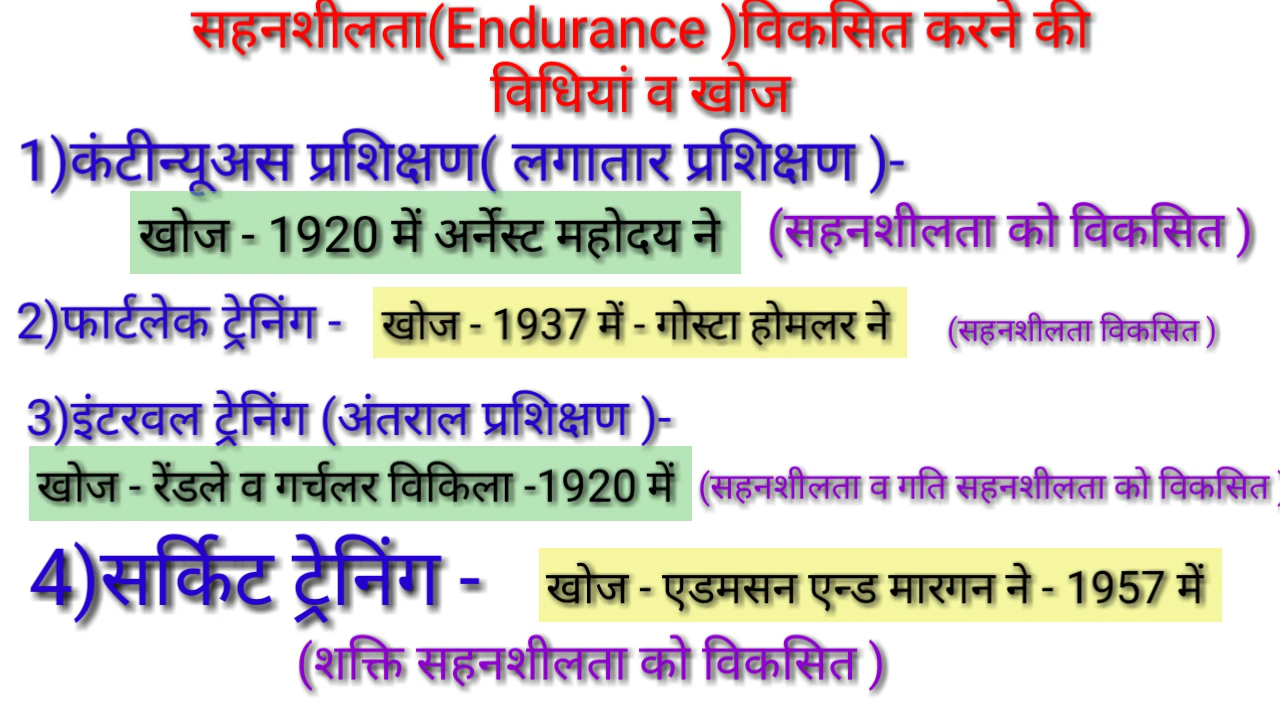 सहनशीलता(Endurance )विकसित करने की
विधियां व खोज
1)कंटीन्यूअस प्रशिक्षण( लगातार प्रशिक्षण )-
खोज - 1920 में अर्नेस्ट महोदय ने (सहनशीलता को विकसित )
2)फार्टलेक ट्रेनिंग - खोज - 1937 में - गोस्टा होमलर ने (सहनशीलता विकसित )
3)इंटरवल ट्रेनिंग (अंतराल प्रशिक्षण )-
खोज - रेंडले व गर्चलर विकिला -1920 में (सहनशीलता व गति सहनशीलता को विकसित )
4)सर्किट ट्रेनिंग - खोज - एडमसन एन्ड मारगन ने - 1957 में
(शक्ति सहनशीलता को विकसित )